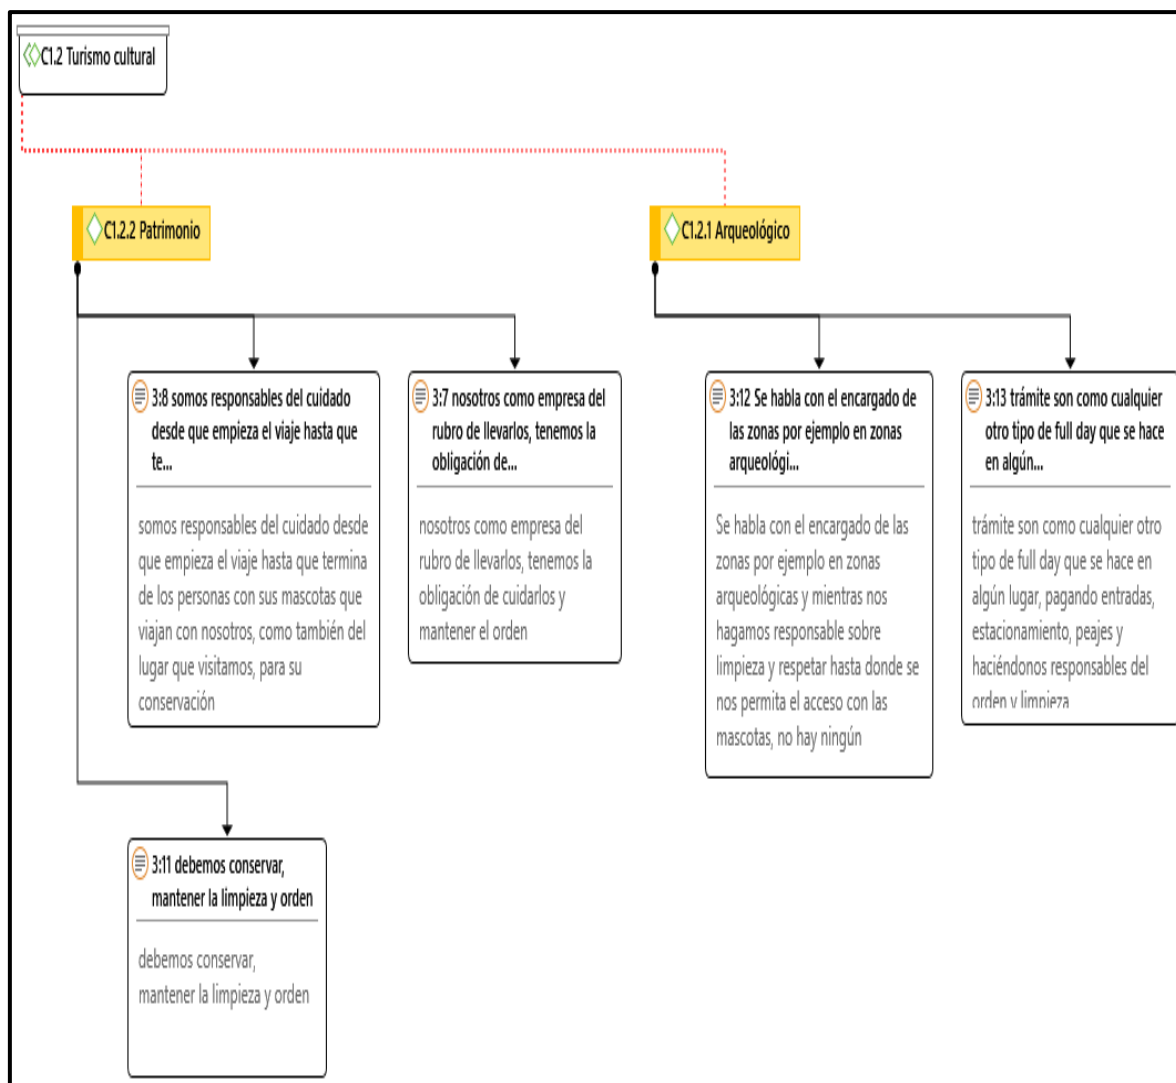 C1.2 Turismo cultural
C1.2.2 Patrimonio
C1.2.1 Arqueológico
3:8 somos responsables del cuidado
desde que empieza el viaje hasta que
te...
somos responsables del cuidado desde
que empieza el viaje hasta que termina
de los personas con sus mascotas que
viajan con nosotros, como también del
lugar que visitamos, para su
conservación
3:7 nosotros como empresa del
rubro de llevarlos, tenemos la
obligación de...
nosotros como empresa del
rubro de llevarlos, tenemos la
obligación de cuidarlos y
mantener el orden
3:12 Se habla con el encargado de
las zonas por ejemplo en zonas
arqueológi...
Se habla con el encargado de las
zonas por ejemplo en zonas
arqueológicas y mientras nos
hagamos responsable sobre
limpieza y respetar hasta donde se
nos permita el acceso con las
mascotas, no hay ningún
3:13 trámite son como cualquier
otro tipo de full day que se hace
en algún...
trámite son como cualquier otro
tipo de full day que se hace en
algún lugar, pagando entradas,
estacionamiento, peajes y
haciéndonos responsables del
orden y limpieza
3:11 debemos conservar,
mantener la limpieza y orden
debemos conservar,
mantener la limpieza y orden